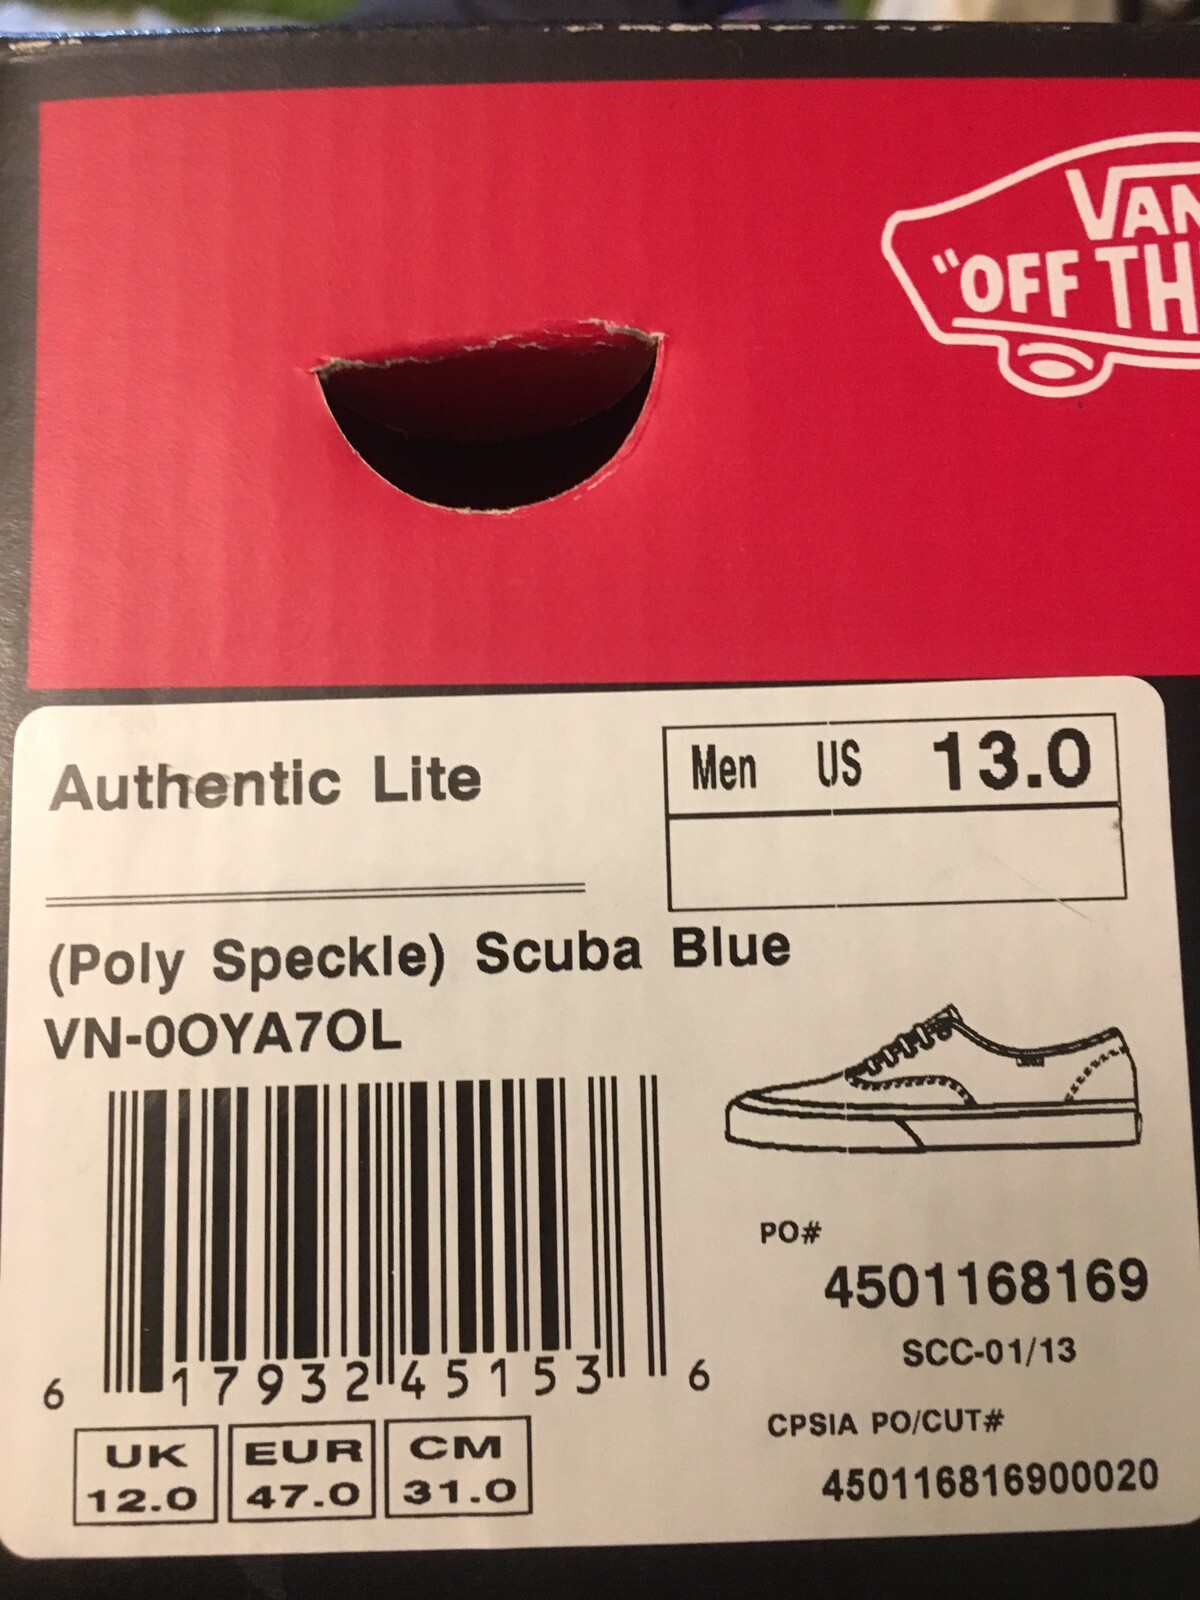 VAN
"OFF TH
Authentic Lite
Men US 13.0
(Poly Speckle) Scuba Blue
VN-0OYA7OL
PO#
4501168169
SCC-01/13
CPSIA PO/CUT#
450116816900020
6 17932 45153 6
UK EUR CM
12.0 47.0 31.0